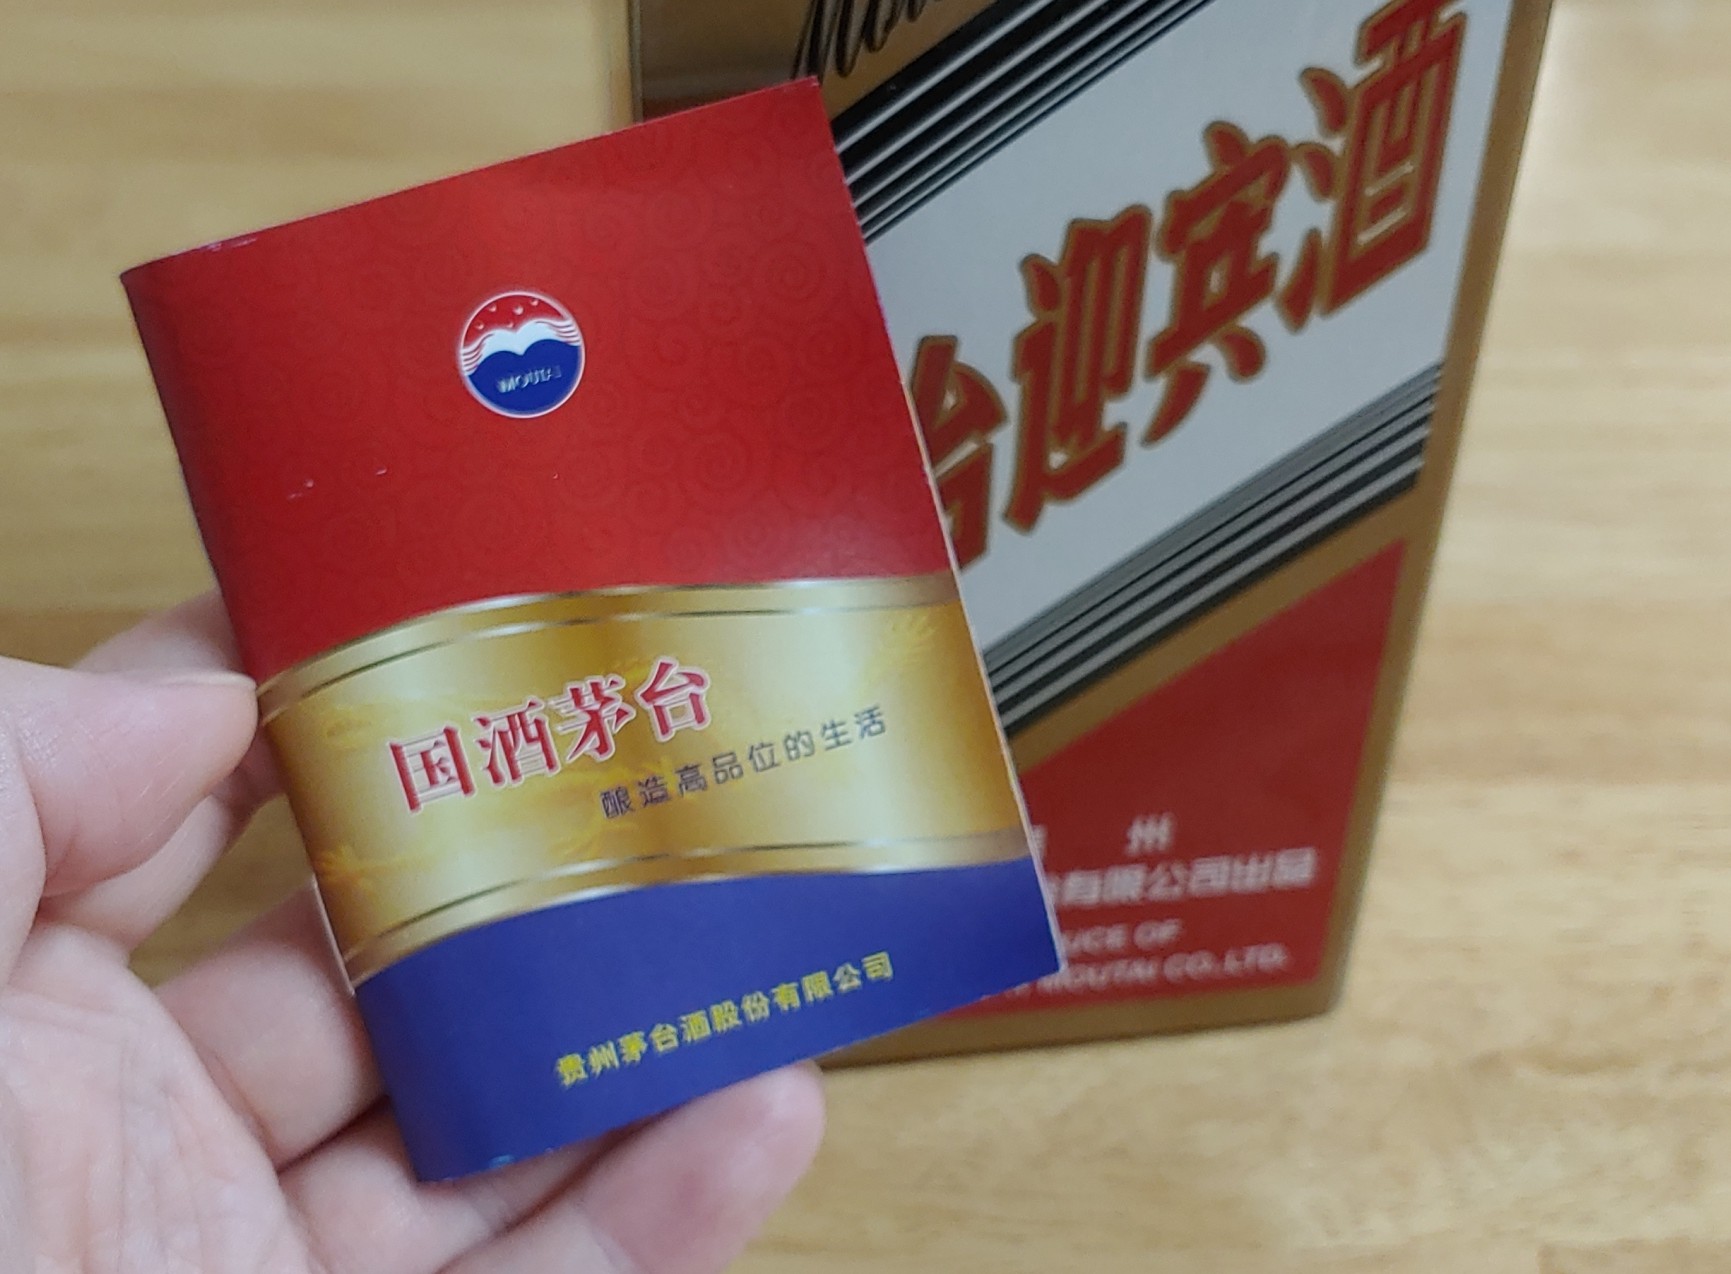 MOUTAI
国酒茅台
酿造高品位的生活
贵州茅台酒股份有限公司
台迎宾酒
州
有限公司出品
OF
MOUTAI CO., LTD.